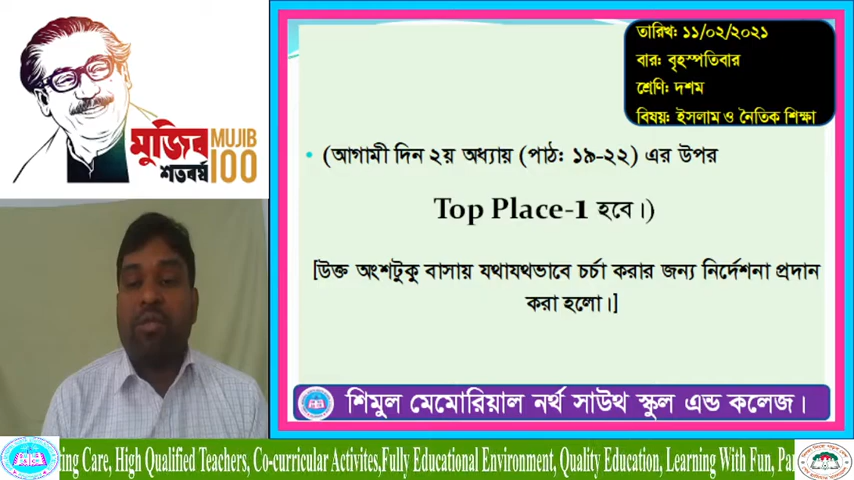 মুজিব
শতবর্ষ
MUJIB
100
তারিখ: ১১/০২/২০২১
বার: বৃহস্পতিবার
শ্রেণি: দশম
বিষয়: ইসলাম ও নৈতিক শিক্ষা
(আগামী দিন ২য় অধ্যায় (পাঠ: ১৯-২২) এর উপর
Top Place-1 হবে।)
[উক্ত অংশটুকু বাসায় যথাযথভাবে চর্চা করার জন্য নির্দেশনা প্রদান
করা হলো।]
শিমুল মেমোরিয়াল নর্থ সাউথ স্কুল এন্ড কলেজ।
ing Care, High Qualified Teachers, Co-curricular Activites,Fully Educational Environment, Quality Education, Learning With Fun, Par